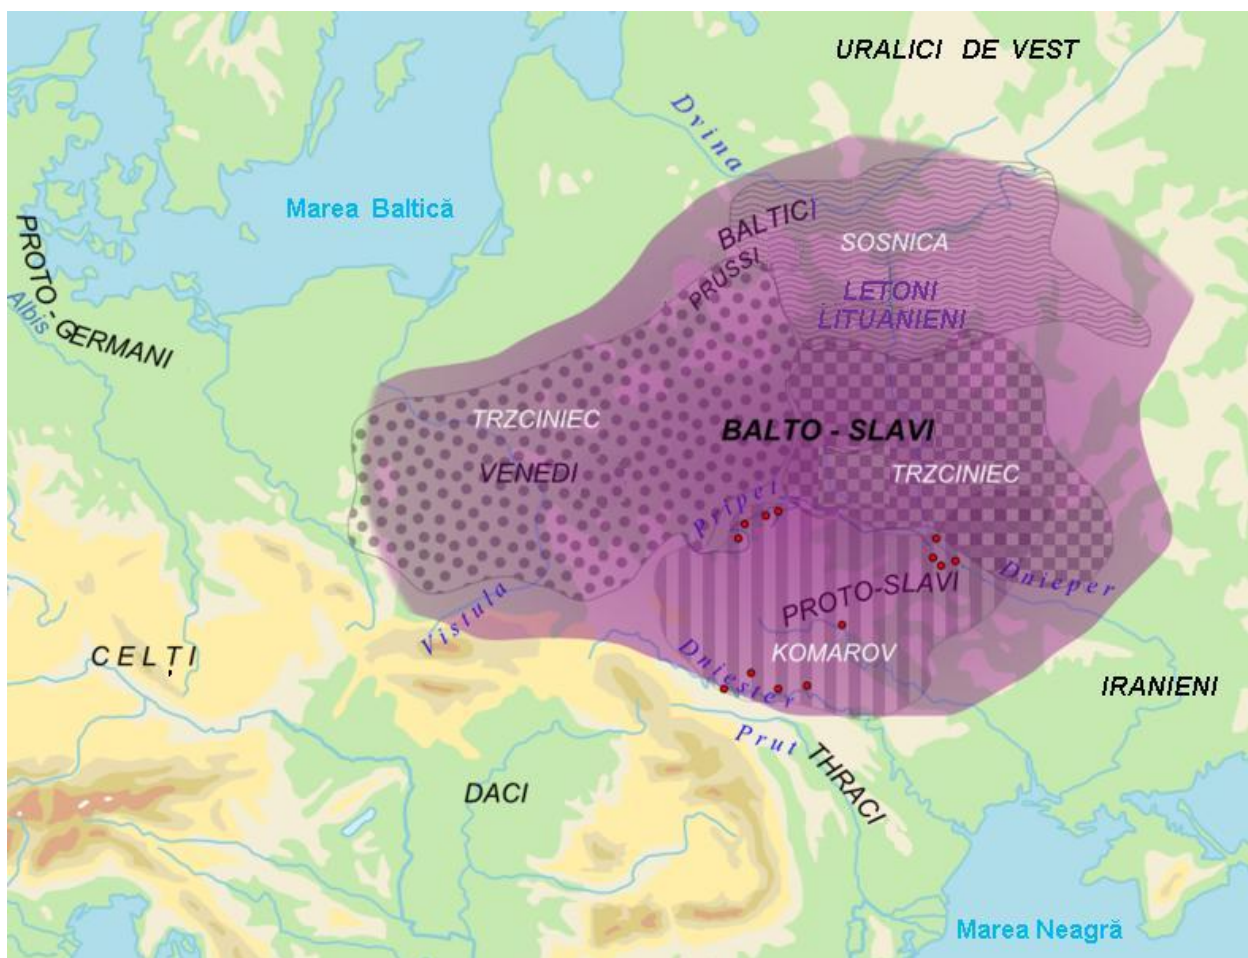 URALICI DE VEST
Dvina
Marea Baltică
PROTO-GERMANI
Albis
BALTICI
PRUSSI
SOSNICA
LETONI
LITUANIENI
TRZCINIEC
VENEDI
BALTO - SLAVI
TRZCINIEC
Pripet
Dnieper
PROTO-SLAVI
Vistula
KOMAROV
CELȚI
Dniester
IRANIENI
Prut
THRACI
DACI
Marea Neagră